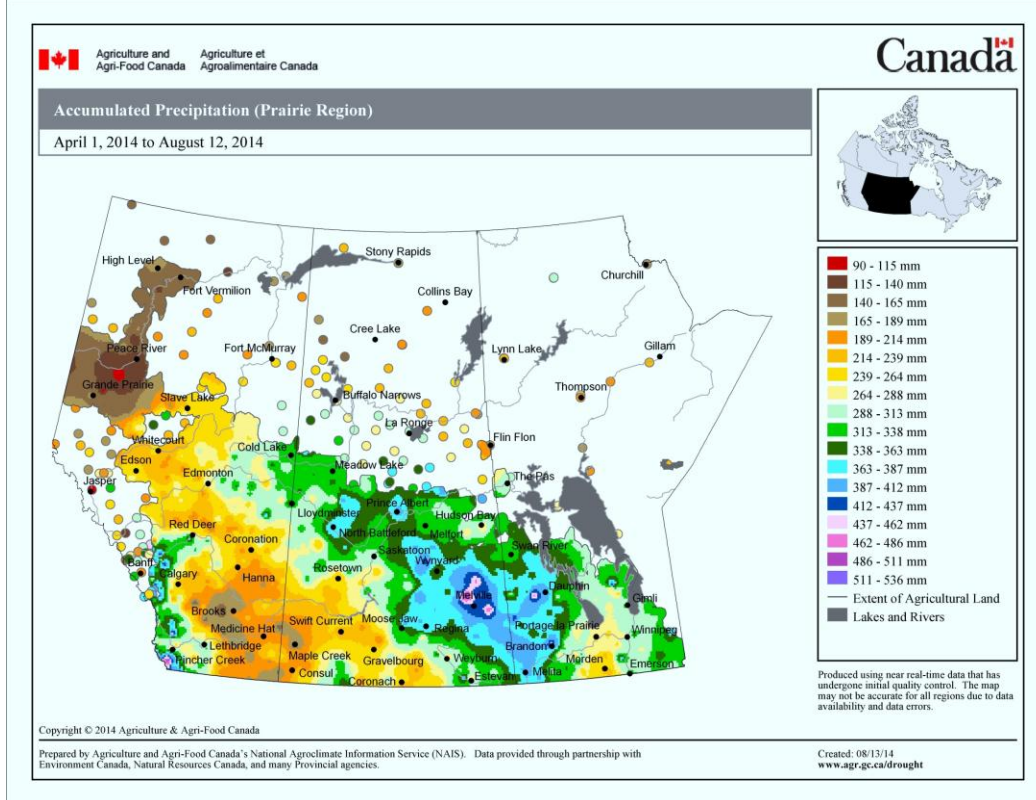 Agriculture and
Agri-Food Canada
Agriculture et
Agroalimentaire Canada
Canada
Accumulated Precipitation (Prairie Region)
April 1, 2014 to August 12, 2014
High Level
Fort Vermilion
Stony Rapids
Churchill
Collins Bay
Cree Lake
Peace River
Fort McMurray
Lynn Lake
Gillam
Grande Prairie
Slave Lake
Buffalo Narrows
Thompson
La Ronge
Whitecourt
Flin Flon
Cold Lake
Edson
Meadow Lake
Edmonton
The Pas
Jasper
Lloydminster
Prince Albert
Hudson Bay
Red Deer
North Battleford
Melfort
Coronation
Saskatoon
Swan River
Banff
Calgary
Hanna
Rosetown
Wynyard
Dauphin
Melville
Gimli
Brooks
Medicine Hat
Swift Current
Moose Jaw
Regina
Portage la Prairie
Winnipeg
Lethbridge
Brandon
Pincher Creek
Maple Creek
Gravelbourg
Weyburn
Morden
Emerson
Consul
Coronach
Estevan
Melita
90 - 115 mm
115 - 140 mm
140 - 165 mm
165 - 189 mm
189 - 214 mm
214 - 239 mm
239 - 264 mm
264 - 288 mm
288 - 313 mm
313 - 338 mm
338 - 363 mm
363 - 387 mm
387 - 412 mm
412 - 437 mm
437 - 462 mm
462 - 486 mm
486 - 511 mm
511 - 536 mm
Extent of Agricultural Land
Lakes and Rivers
Produced using near real-time data that has
undergone initial quality control. The map
may not be accurate for all regions due to data
availability and data errors.
Copyright © 2014 Agriculture & Agri-Food Canada
Prepared by Agriculture and Agri-Food Canada's National Agroclimate Information Service (NAIS). Data provided through partnership with
Environment Canada, Natural Resources Canada, and many Provincial agencies.
Created: 08/13/14
www.agr.gc.ca/drought